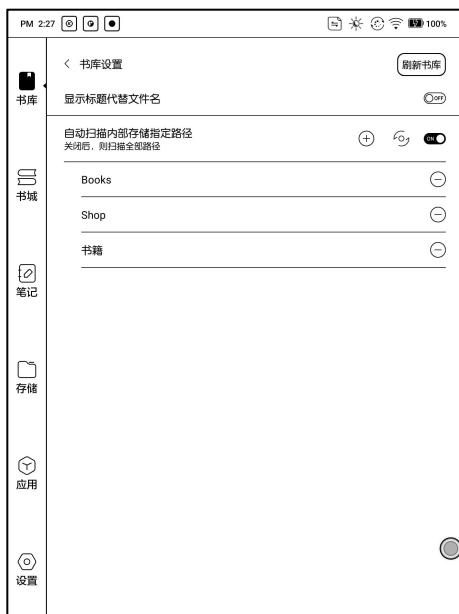 PM 2:27
100%
书库设置
刷新书库
显示标题代替文件名
OFF
自动扫描内部存储指定路径
ON
关闭后，则扫描全部路径
Books
Shop
书籍
书库
书城
笔记
存储
应用
设置